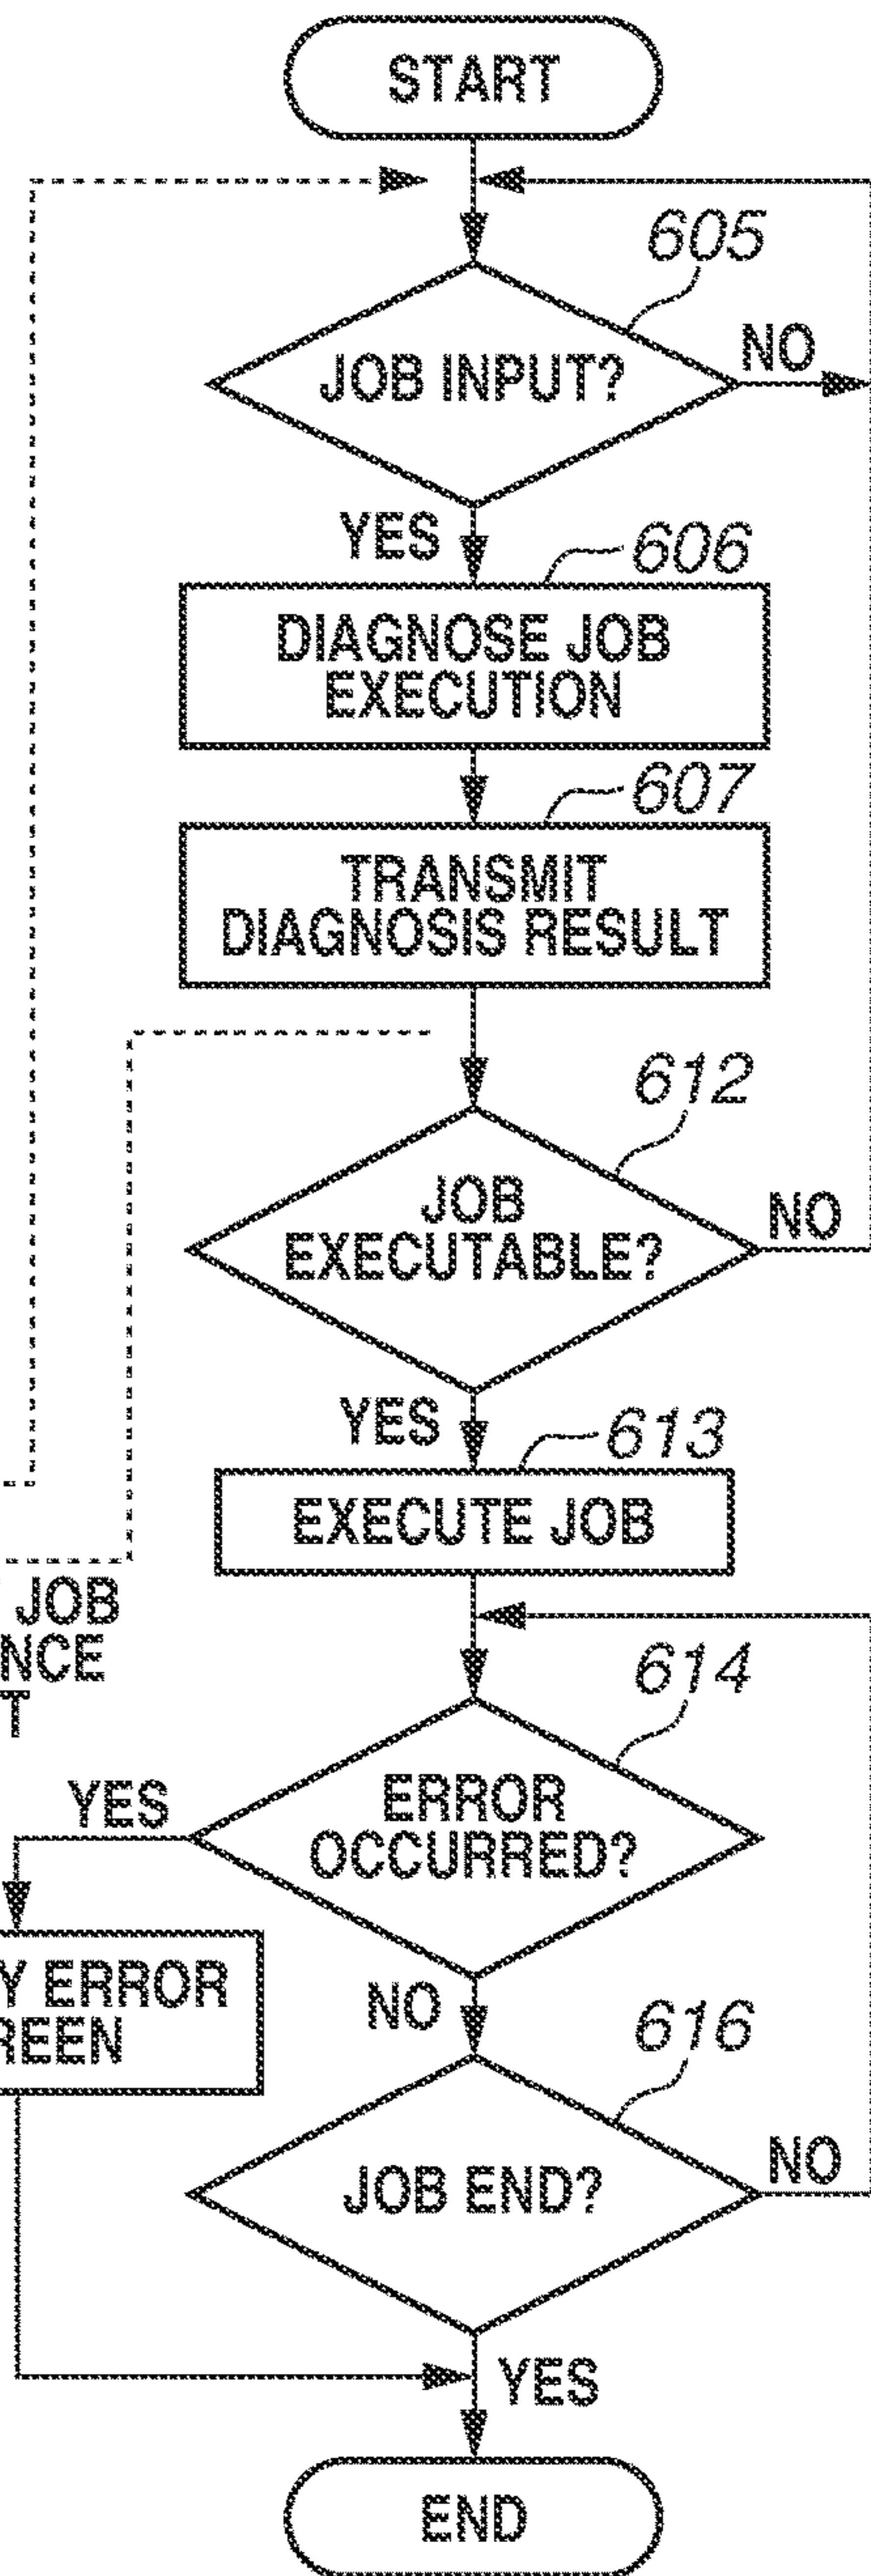 START
605
JOB INPUT?
NO
YES
606
DIAGNOSE JOB
EXECUTION
607
TRANSMIT
DIAGNOSIS RESULT
612
JOB
EXECUTABLE?
NO
YES
613
EXECUTE JOB
JOB
NCE
T
614
ERROR
OCCURRED?
YES
Y ERROR
REEN
NO
616
JOB END?
NO
YES
END